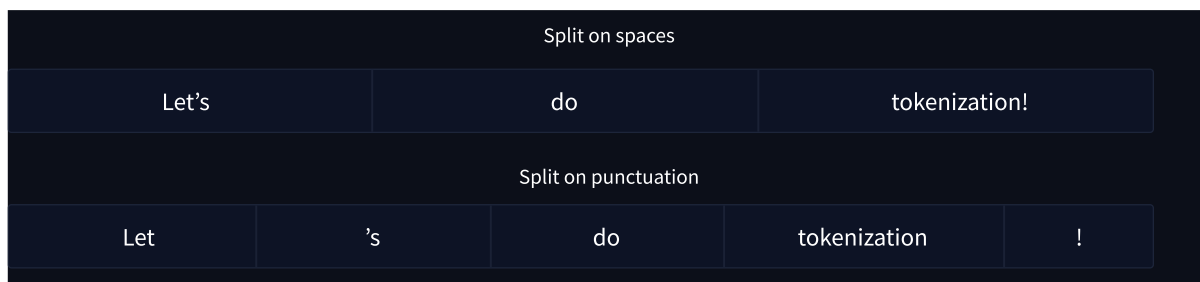 Split on spaces
Let’s do tokenization!
Split on punctuation
Let ’s do tokenization !